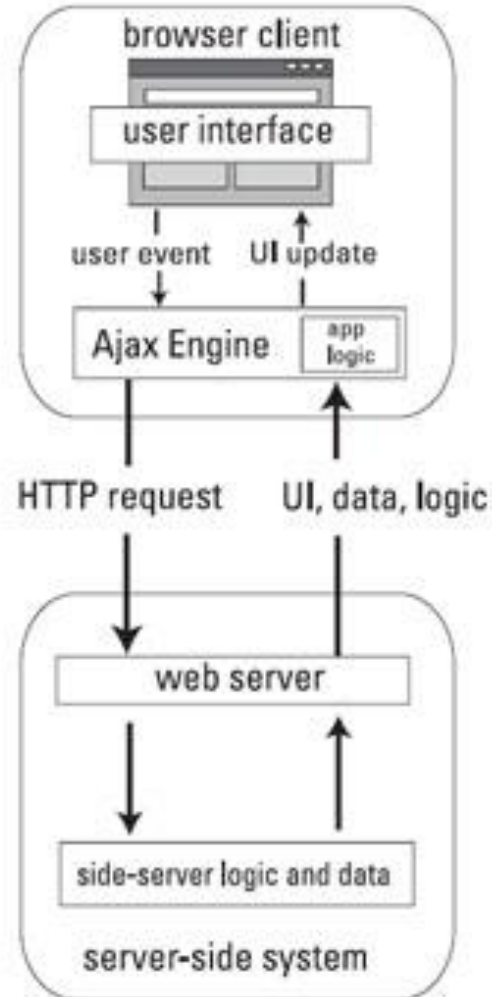 browser client
user interface
user event UI update
Ajax Engine
app
logic
HTTP request UI, data, logic
web server
side-server logic and data
server-side system